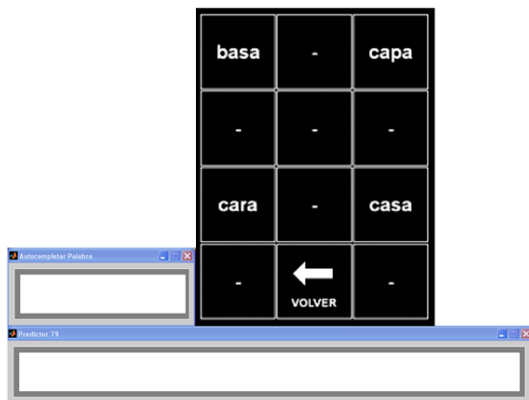 basa - capa
- - -
cara - casa
- -
VOLVER
Autocompletar Palabra
Predictor T9